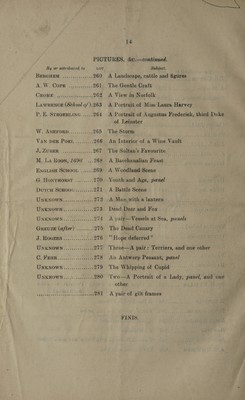 14
PICTURES, &c.—continued.
By or attributed to LOT Subject.
BERGHEM 260 A Landscape, cattle and figures
A. W. COPE 261 The Gentle Craft
CROME 262 A View in Norfolk
LAWRENCE (School of) 263 A Portrait of Miss Laura Harvey
P. E. STROEHLING 264 A Portrait of Augustus Frederick, third Duke
of Leinster
W. ASHFORD 265 The Storm
VAN DER POEL 266 An Interior of a Wine Vault
J. ZUBER 267 The Sultan's Favourite.
M. LA ROSE, 1690 268 A Bacchanalian Feast
ENGLISH SCHOOL 269 A Woodland Scene
G. HONTHORST 270 Youth and Age, panel
DUTCH SCHOOL 271 A Battle Scene
UNKNOWN 272 A Man with a lantern
UNKNOWN 273 Dead Deer and Fox
UNKNOWN 274 A pair—Vessels at Sea, panels
GREUZE (after) 275 The Dead Canary
J. ROGERS 276 "Hope deferred"
UNKNOWN 277 Three—A pair; Terriers, and one other
C. FENK 278 An Antwerp Peasant, panel
UNKNOWN 279 The Whipping of Cupid
UNKNOWN 280 Two—A Portrait of a Lady, panel, and one
other
281 A pair of gilt frames
FINIS.